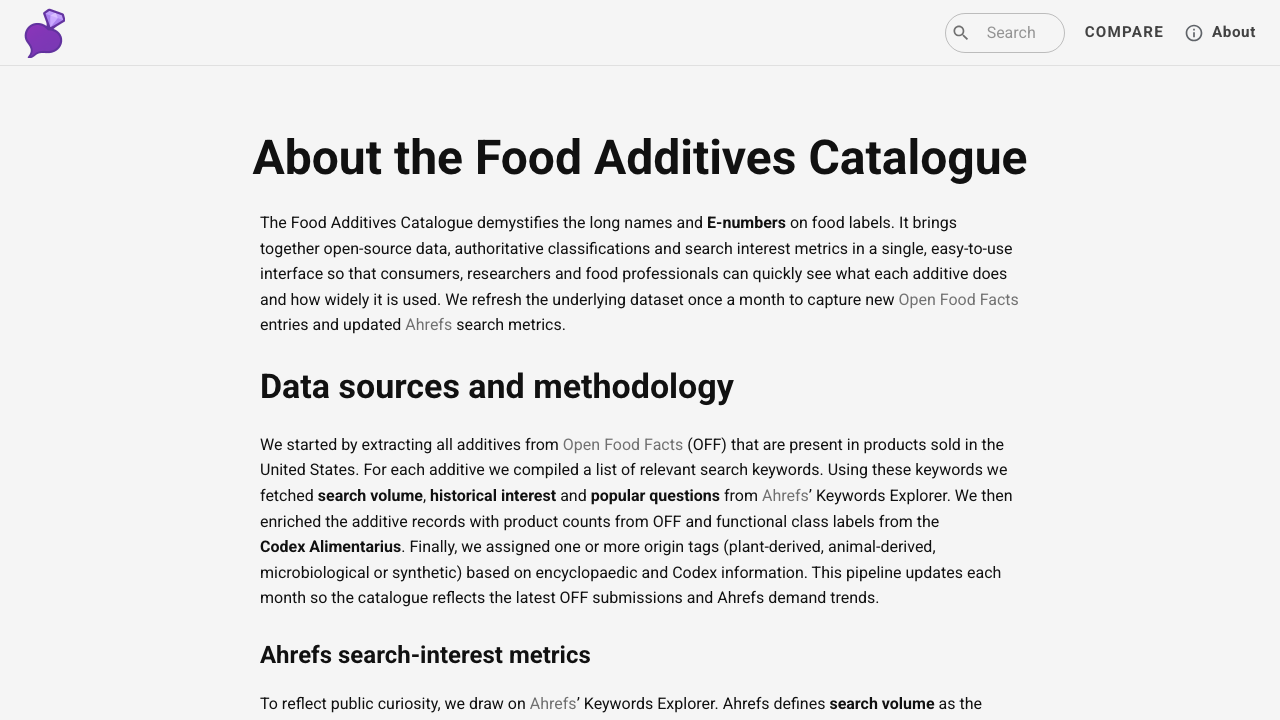 Search
COMPARE
About
About the Food Additives Catalogue
The Food Additives Catalogue demystifies the long names and E-numbers on food labels. It brings
together open-source data, authoritative classifications and search interest metrics in a single, easy-to-use
interface so that consumers, researchers and food professionals can quickly see what each additive does
and how widely it is used. We refresh the underlying dataset once a month to capture new Open Food Facts
entries and updated Ahrefs search metrics.
Data sources and methodology
We started by extracting all additives from Open Food Facts (OFF) that are present in products sold in the
United States. For each additive we compiled a list of relevant search keywords. Using these keywords we
fetched search volume, historical interest and popular questions from Ahrefs’ Keywords Explorer. We then
enriched the additive records with product counts from OFF and functional class labels from the
Codex Alimentarius. Finally, we assigned one or more origin tags (plant-derived, animal-derived,
microbiological or synthetic) based on encyclopaedic and Codex information. This pipeline updates each
month so the catalogue reflects the latest OFF submissions and Ahrefs demand trends.
Ahrefs search-interest metrics
To reflect public curiosity, we draw on Ahrefs’ Keywords Explorer. Ahrefs defines search volume as the